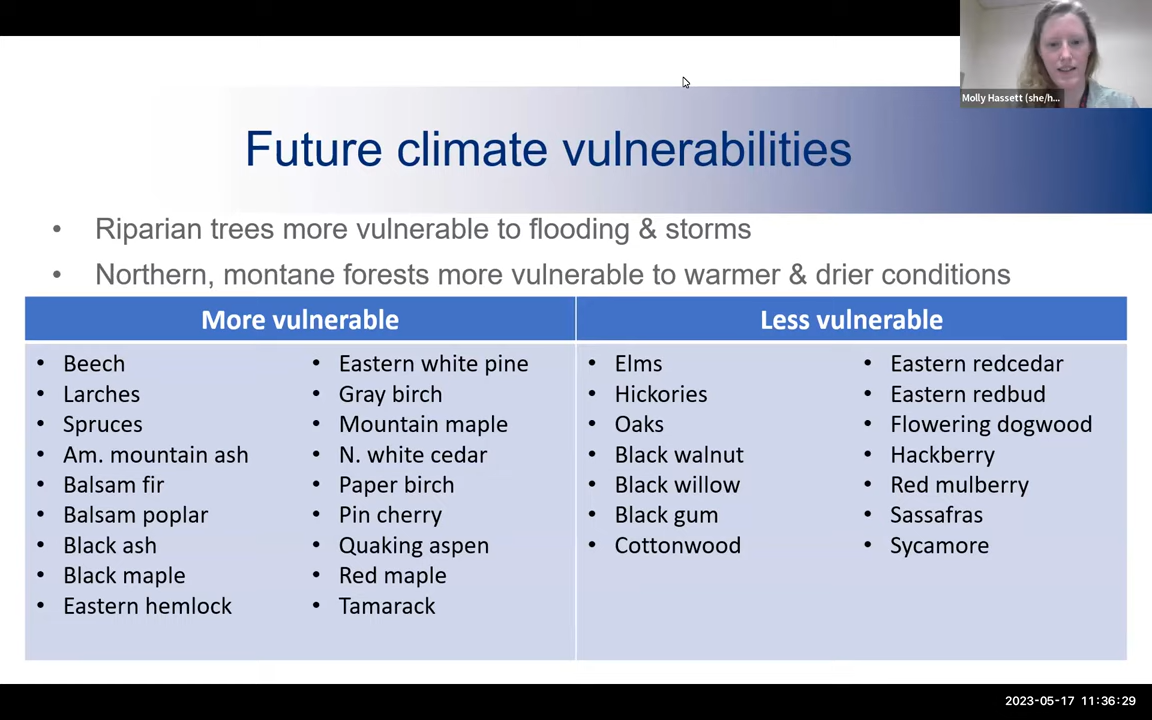 Molly Hassett (she/h...
Future climate vulnerabilities
• Riparian trees more vulnerable to flooding & storms
• Northern, montane forests more vulnerable to warmer & drier conditions
More vulnerable
• Beech
• Larches
• Spruces
• Am. mountain ash
• Balsam fir
• Balsam poplar
• Black ash
• Black maple
• Eastern hemlock
• Eastern white pine
• Gray birch
• Mountain maple
• N. white cedar
• Paper birch
• Pin cherry
• Quaking aspen
• Red maple
• Tamarack
Less vulnerable
• Elms
• Hickories
• Oaks
• Black walnut
• Black willow
• Black gum
• Cottonwood
• Eastern redcedar
• Eastern redbud
• Flowering dogwood
• Hackberry
• Red mulberry
• Sassafras
• Sycamore
2023-05-17 11:36:29